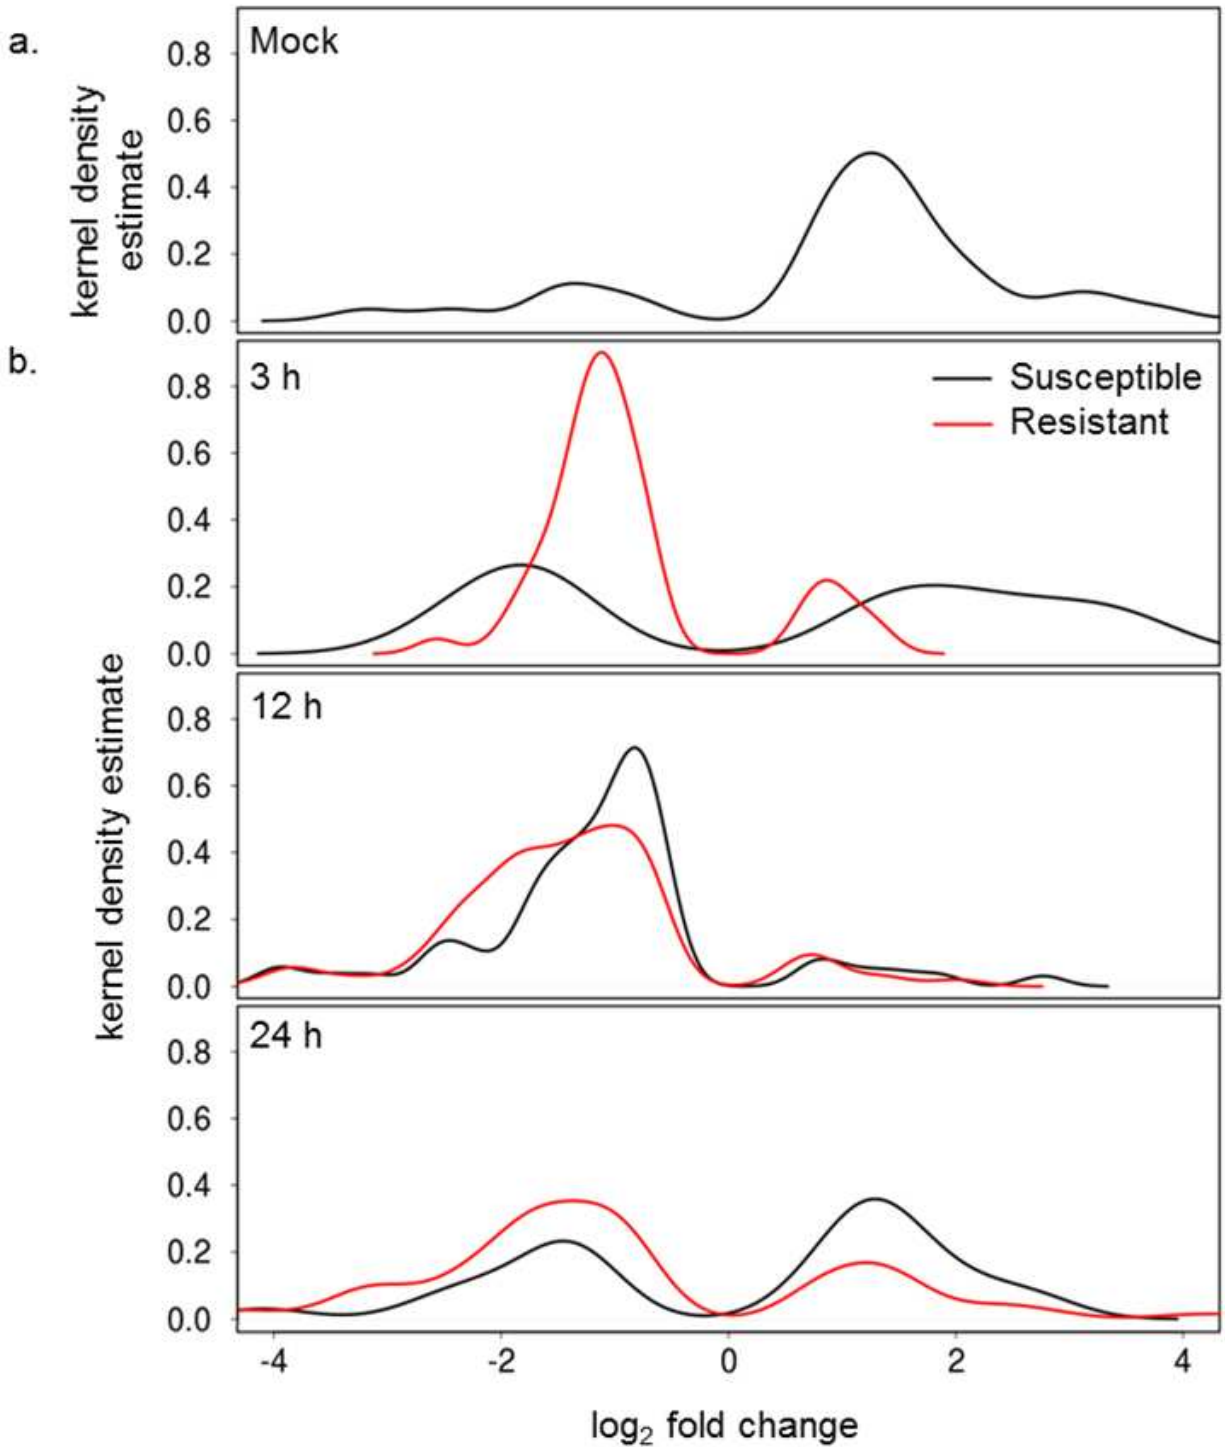 a.
Mock
kernel density
estimate
0.8
0.6
0.4
0.2
0.0
b.
3 h
Susceptible
Resistant
0.8
0.6
0.4
0.2
0.0
kernel density estimate
12 h
0.8
0.6
0.4
0.2
0.0
24 h
0.8
0.6
0.4
0.2
0.0
-4 -2 0 2 4
log₂ fold change